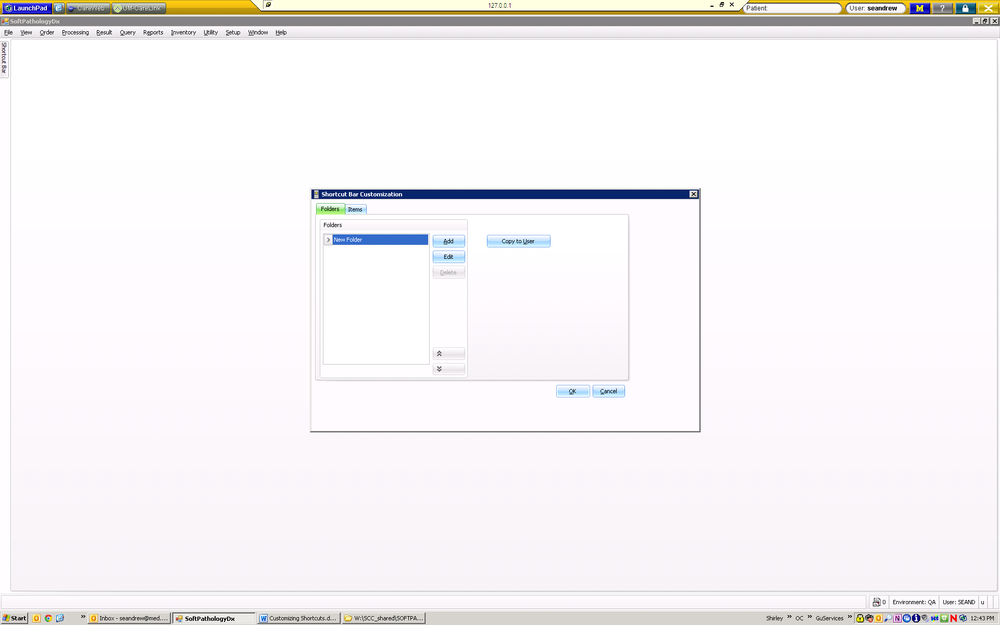 LaunchPad CareWeb UM-CareLink 127.0.0.1 Patient: User: seandrew M ?
SoftPathologyDx
File View Order Processing Result Query Reports Inventory Utility Setup Window Help
Shortcut Bar
Shortcut Bar Customization
Folders Items
Folders
New Folder
Add
Copy to User
Edit
Delete
OK Cancel
0 Environment: QA User: SEAND u
Start Inbox - seandrew@med.... SoftPathologyDx Customizing Shortcuts.d... W:\SCC_shared\SOFTPA... Shirley » OC » GuServices » 12:43 PM